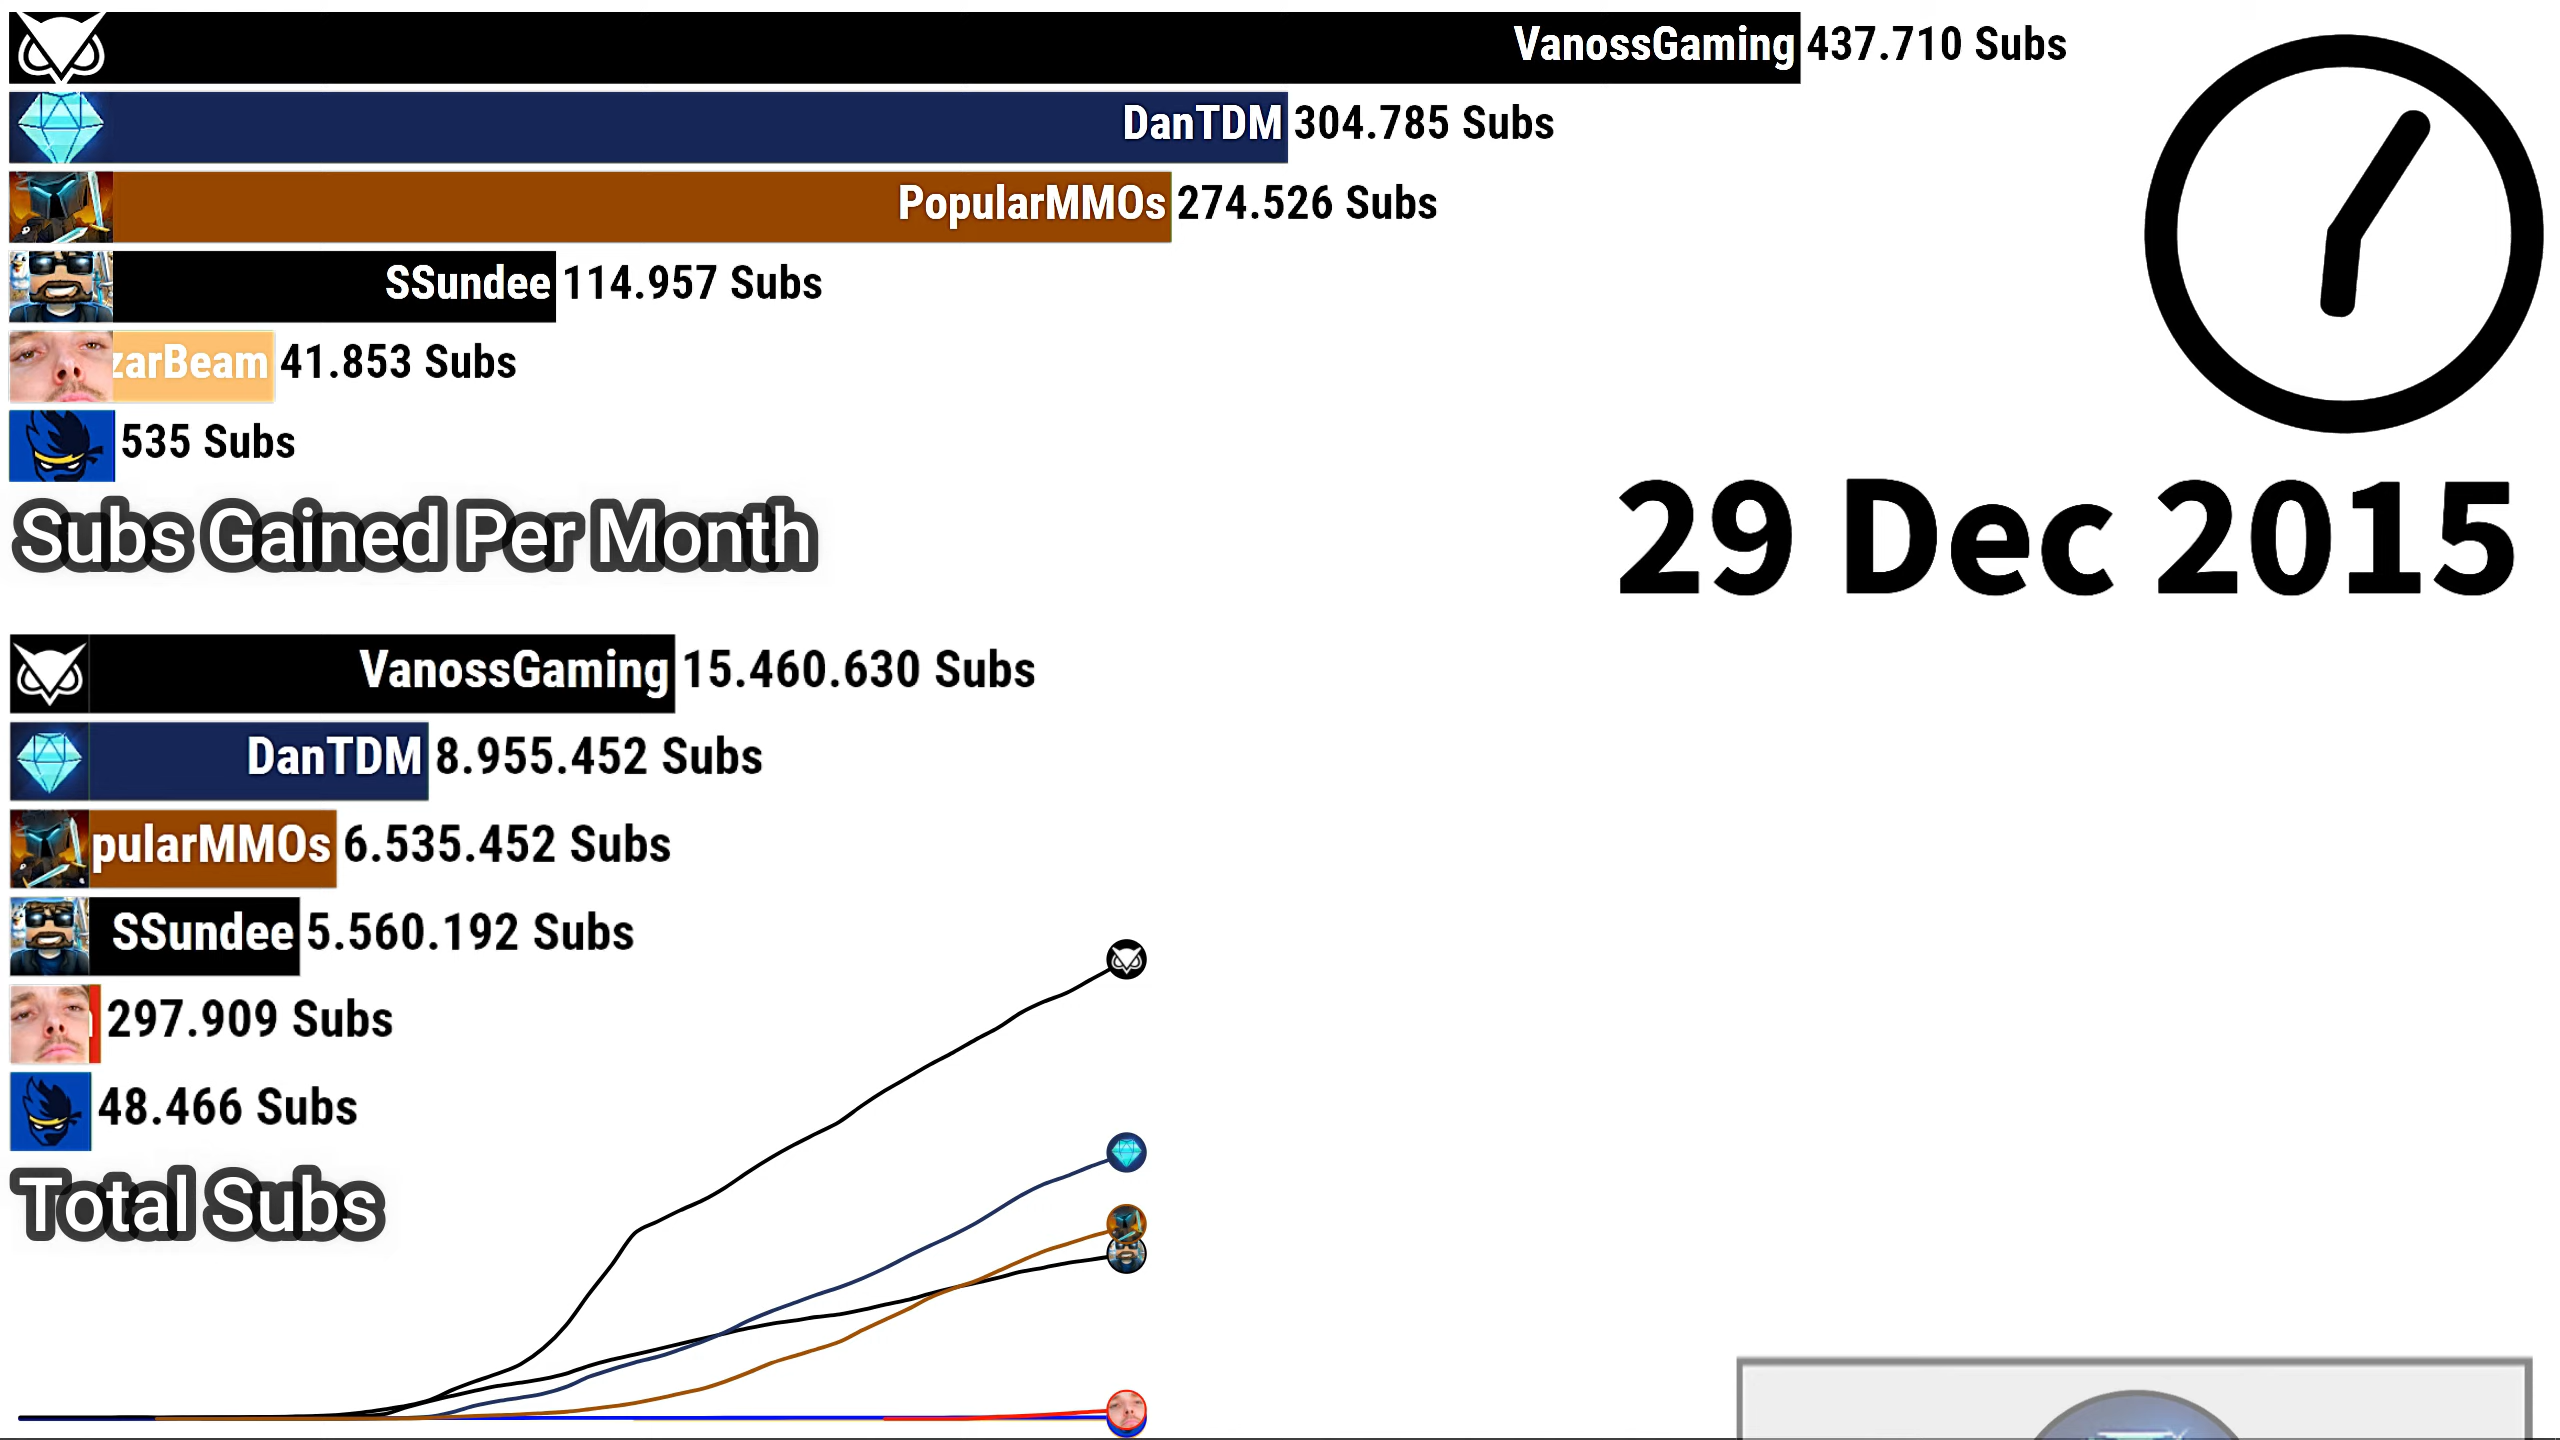 VanossGaming 437.710 Subs
DanTDM 304.785 Subs
PopularMMOs 274.526 Subs
SSundee 114.957 Subs
zarBeam 41.853 Subs
535 Subs
Subs Gained Per Month
29 Dec 2015
VanossGaming 15.460.630 Subs
DanTDM 8.955.452 Subs
pularMMOs 6.535.452 Subs
SSundee 5.560.192 Subs
297.909 Subs
48.466 Subs
Total Subs